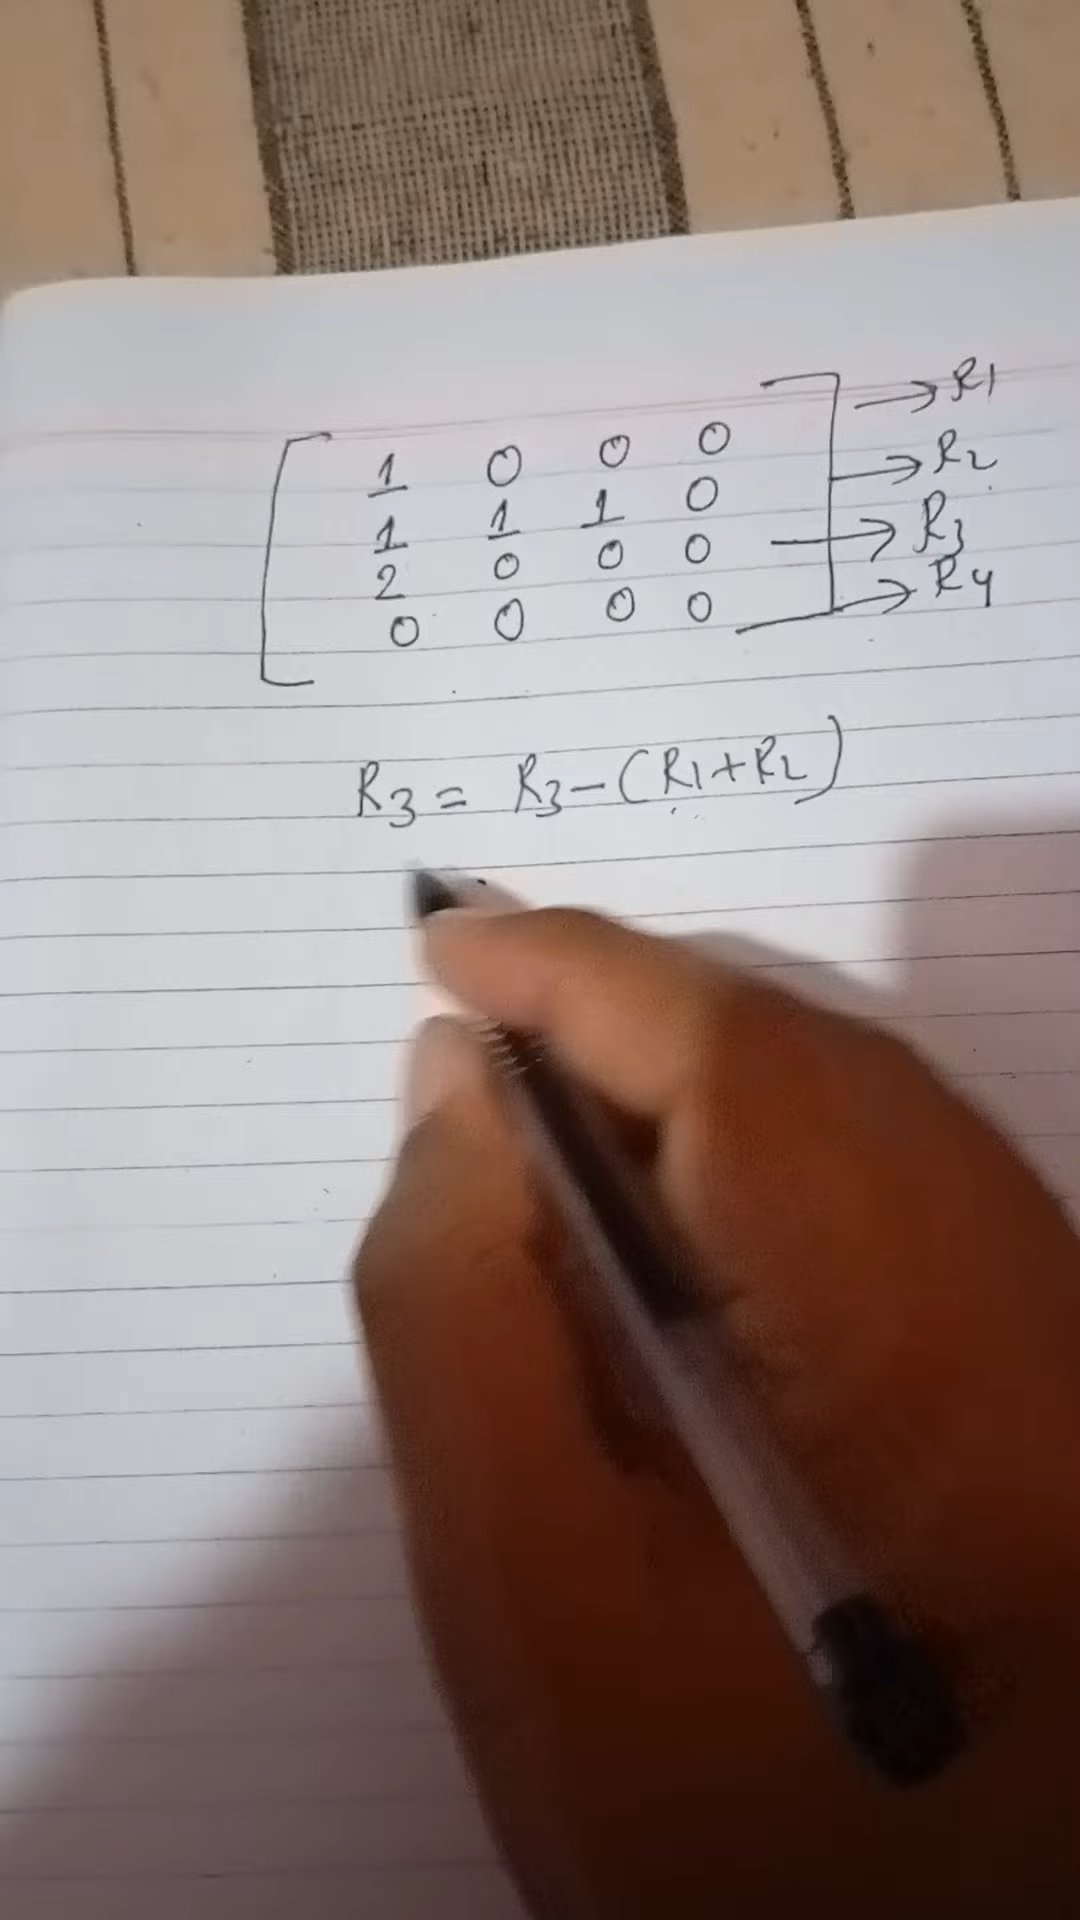 1 0 0 0 → R1
1 1 1 0 → R2
2 0 0 0 → R3
0 0 0 0 → R4
R3 = R3 - (R1 + R2)